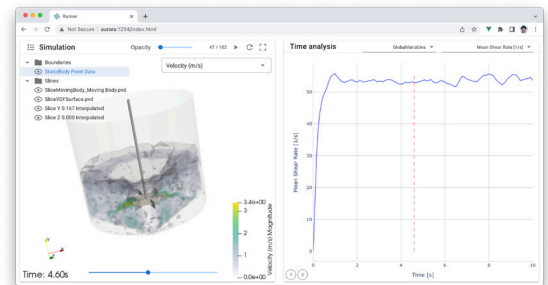 Runner
Not Secure
aurora:1234/index.html
Simulation
Opacity
47 / 103
Boundaries
StaticBody Point Data
Slices
SliceMovingBody_Moving Body.pvd
SliceVOFSurface.pvd
Slice Y 0.167 Interpolated
Slice Z 0.000 Interpolated
Velocity (m/s)
3.4e+00
3
2
1
0.0e+00
Velocity (m/s) Magnitude
Time: 4.60s
Time analysis
GlobalVariables
Mean Shear Rate [1/s]
Mean Shear Rate [1/s]
50
40
30
20
10
0
0
2
4
6
8
10
Time [s]
1
2